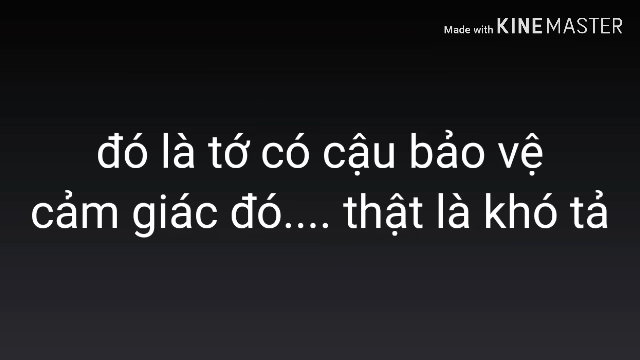 Made with KINEMASTER
đó là tớ có cậu bảo vệ
cảm giác đó.... thật là khó tả